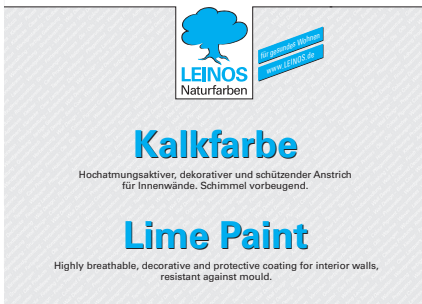 LEINOS
Naturfarben
für gesundes Wohnen
www.LEINOS.de
Kalkfarbe
Hochatmungsaktiver, dekorativer und schützender Anstrich
für Innenwände. Schimmel vorbeugend.
Lime Paint
Highly breathable, decorative and protective coating for interior walls,
resistant against mould.